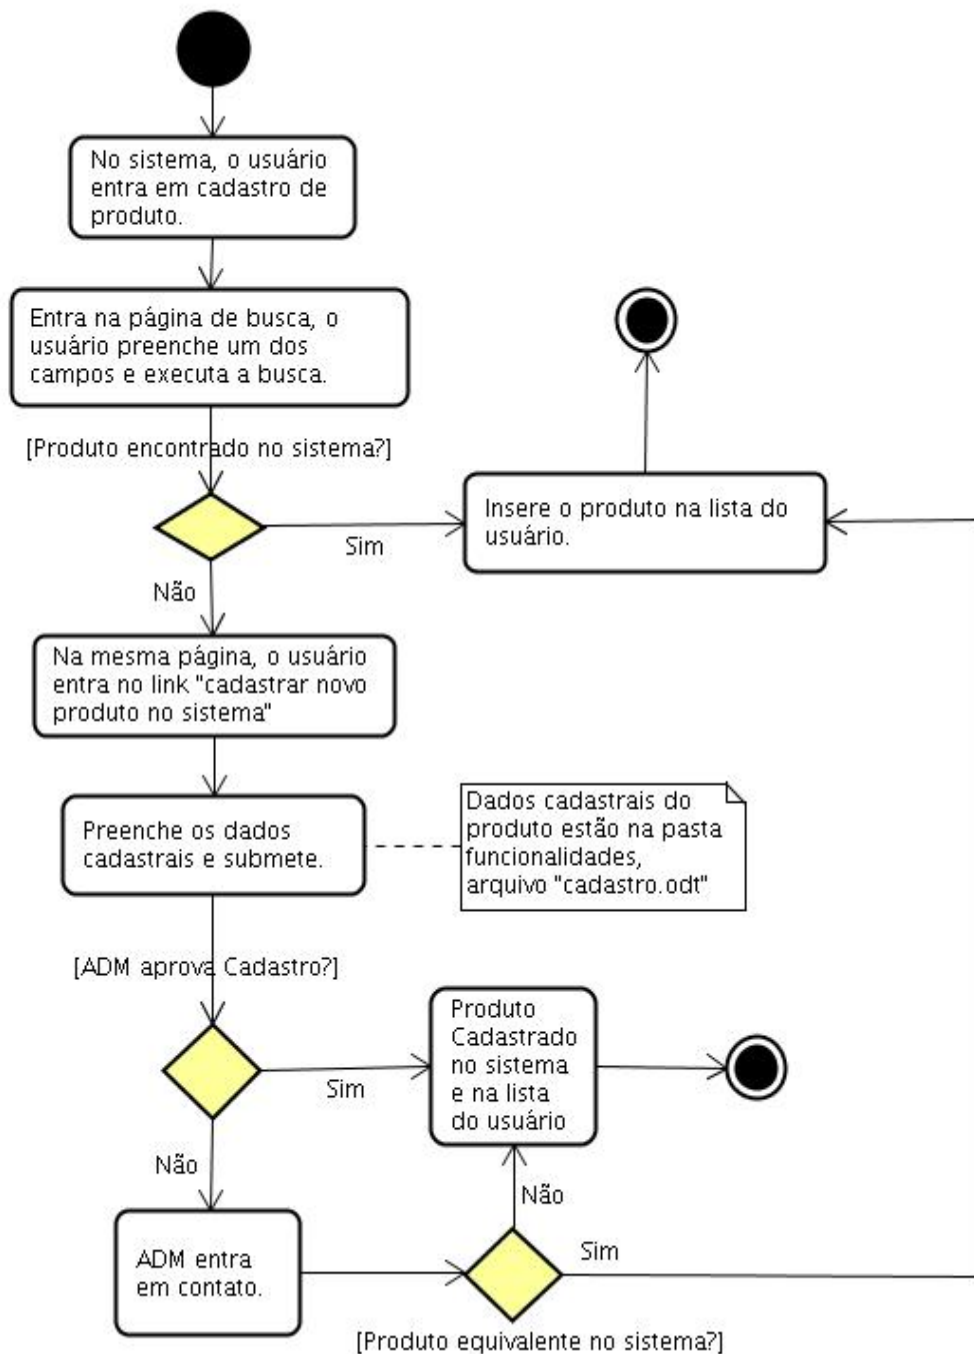 No sistema, o usuário
entra em cadastro de
produto.
Entra na página de busca, o
usuário preenche um dos
campos e executa a busca.
[Produto encontrado no sistema?]
Insere o produto na lista do
usuário.
Sim
Não
Na mesma página, o usuário
entra no link "cadastrar novo
produto no sistema"
Preenche os dados
cadastrais e submete.
Dados cadastrais do
produto estão na pasta
funcionalidades,
arquivo "cadastro.odt"
[ADM aprova Cadastro?]
Produto
Cadastrado
no sistema
e na lista
do usuário
Sim
Não
Não
ADM entra
em contato.
Sim
[Produto equivalente no sistema?]